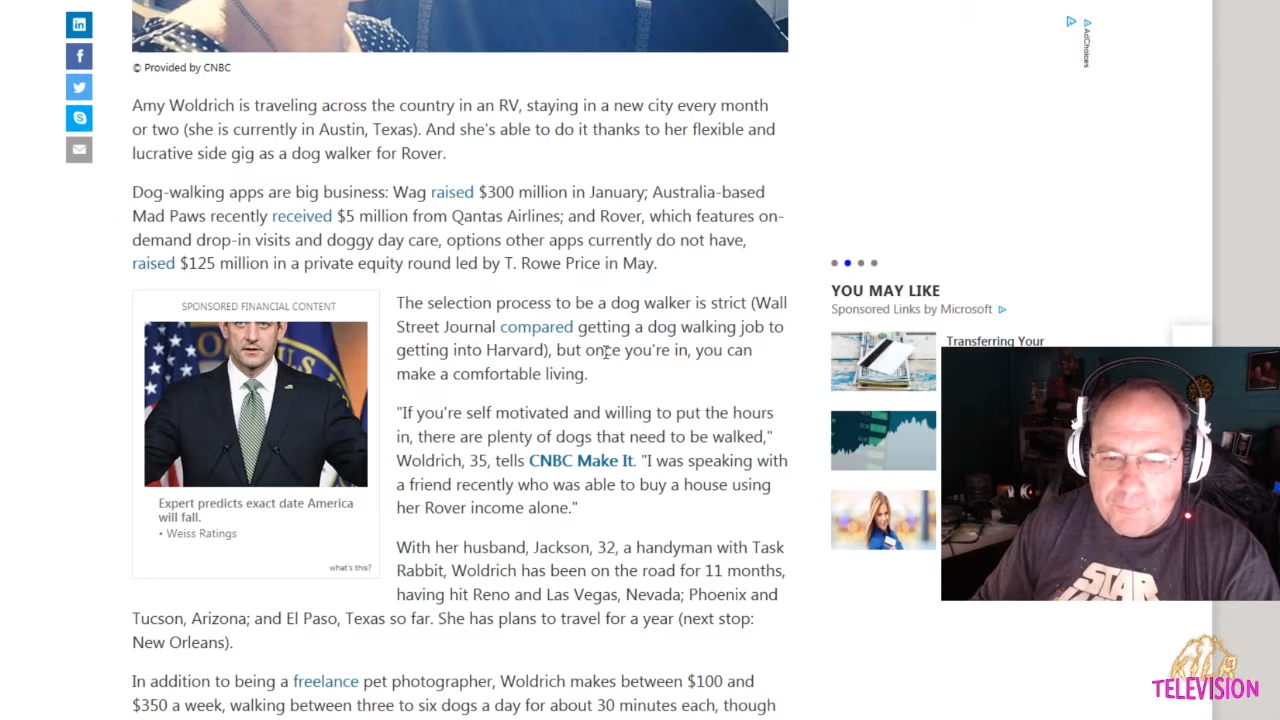 © Provided by CNBC
Amy Woldrich is traveling across the country in an RV, staying in a new city every month
or two (she is currently in Austin, Texas). And she's able to do it thanks to her flexible and
lucrative side gig as a dog walker for Rover.
Dog-walking apps are big business: Wag raised $300 million in January; Australia-based
Mad Paws recently received $5 million from Qantas Airlines; and Rover, which features on-
demand drop-in visits and doggy day care, options other apps currently do not have,
raised $125 million in a private equity round led by T. Rowe Price in May.
SPONSORED FINANCIAL CONTENT
Expert predicts exact date America
will fall.
• Weiss Ratings
what's this?
The selection process to be a dog walker is strict (Wall
Street Journal compared getting a dog walking job to
getting into Harvard), but once you're in, you can
make a comfortable living.
"If you're self motivated and willing to put the hours
in, there are plenty of dogs that need to be walked,"
Woldrich, 35, tells CNBC Make It. "I was speaking with
a friend recently who was able to buy a house using
her Rover income alone."
With her husband, Jackson, 32, a handyman with Task
Rabbit, Woldrich has been on the road for 11 months,
having hit Reno and Las Vegas, Nevada; Phoenix and
Tucson, Arizona; and El Paso, Texas so far. She has plans to travel for a year (next stop:
New Orleans).
In addition to being a freelance pet photographer, Woldrich makes between $100 and
$350 a week, walking between three to six dogs a day for about 30 minutes each, though
AdChoices
YOU MAY LIKE
Sponsored Links by Microsoft
Transferring Your
STAR
KILR
TELEVISION